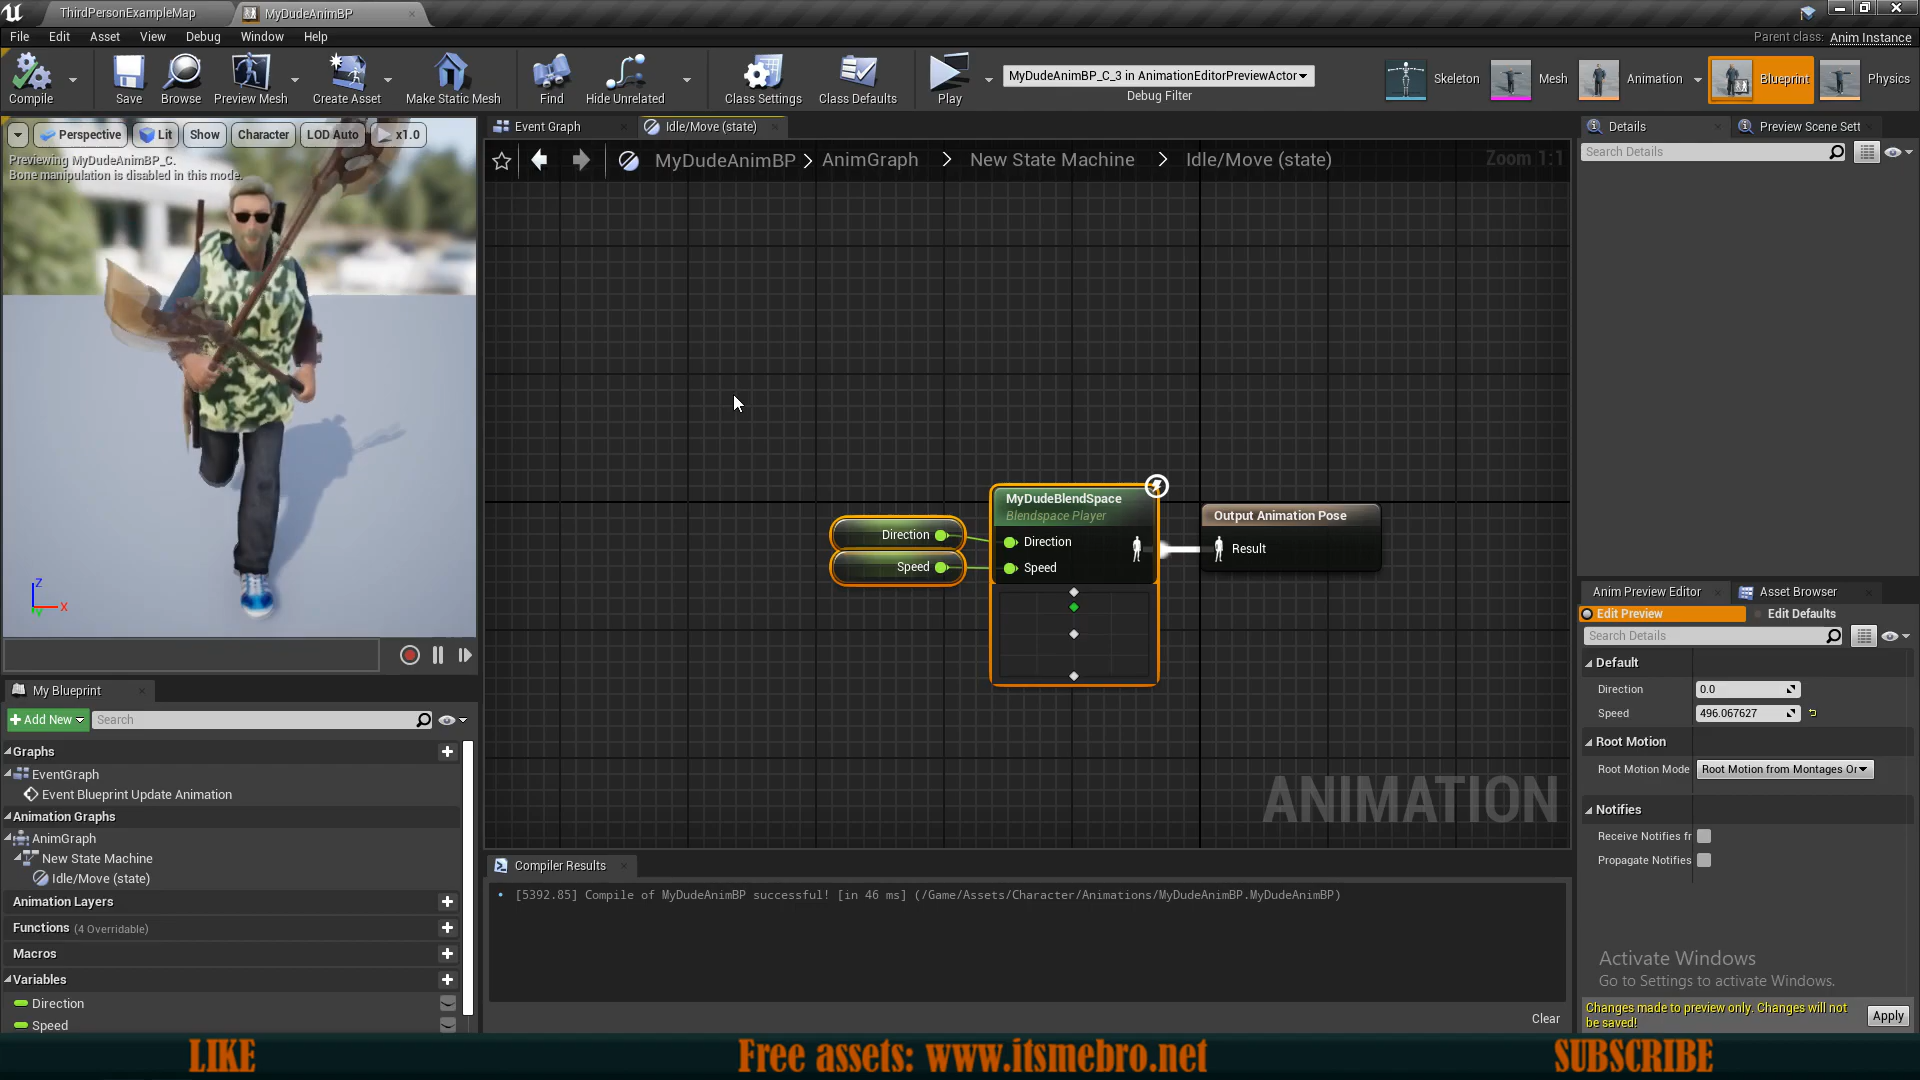 ThirdPersonExampleMap
MyDudeAnimBP
File Edit Asset View Debug Window Help
Parent class: Anim Instance
Compile
Save
Browse
Preview Mesh
Create Asset
Make Static Mesh
Find
Hide Unrelated
Class Settings
Class Defaults
Play
MyDudeAnimBP_C_3 in AnimationEditorPreviewActor
Debug Filter
Skeleton
Mesh
Animation
Blueprint
Physics
Perspective
Lit
Show
Character
LOD Auto
x1.0
Previewing MyDudeAnimBP_C.
Bone manipulation is disabled in this mode.
Z
X
Y
Event Graph
Idle/Move (state)
MyDudeAnimBP > AnimGraph > New State Machine > Idle/Move (state)
Zoom 1:1
Direction
Speed
MyDudeBlendSpace
Blendspace Player
Direction
Speed
Output Animation Pose
Result
ANIMATION
My Blueprint
+ Add New
Search
Graphs
EventGraph
Event Blueprint Update Animation
Animation Graphs
AnimGraph
New State Machine
Idle/Move (state)
Animation Layers
Functions (4 Overridable)
Macros
Variables
Direction
Speed
Compiler Results
[5392.85] Compile of MyDudeAnimBP successful! [in 46 ms] (/Game/Assets/Character/Animations/MyDudeAnimBP.MyDudeAnimBP)
Clear
Details
Preview Scene Sett
Search Details
Anim Preview Editor
Asset Browser
Edit Preview
Edit Defaults
Search Details
Default
Direction 0.0
Speed 496.067627
Root Motion
Root Motion Mode Root Motion from Montages Or
Notifies
Receive Notifies fr
Propagate Notifies
Activate Windows
Go to Settings to activate Windows.
Changes made to preview only. Changes will not
be saved!
Apply
LIKE
Free assets: www.itsmebro.net
SUBSCRIBE